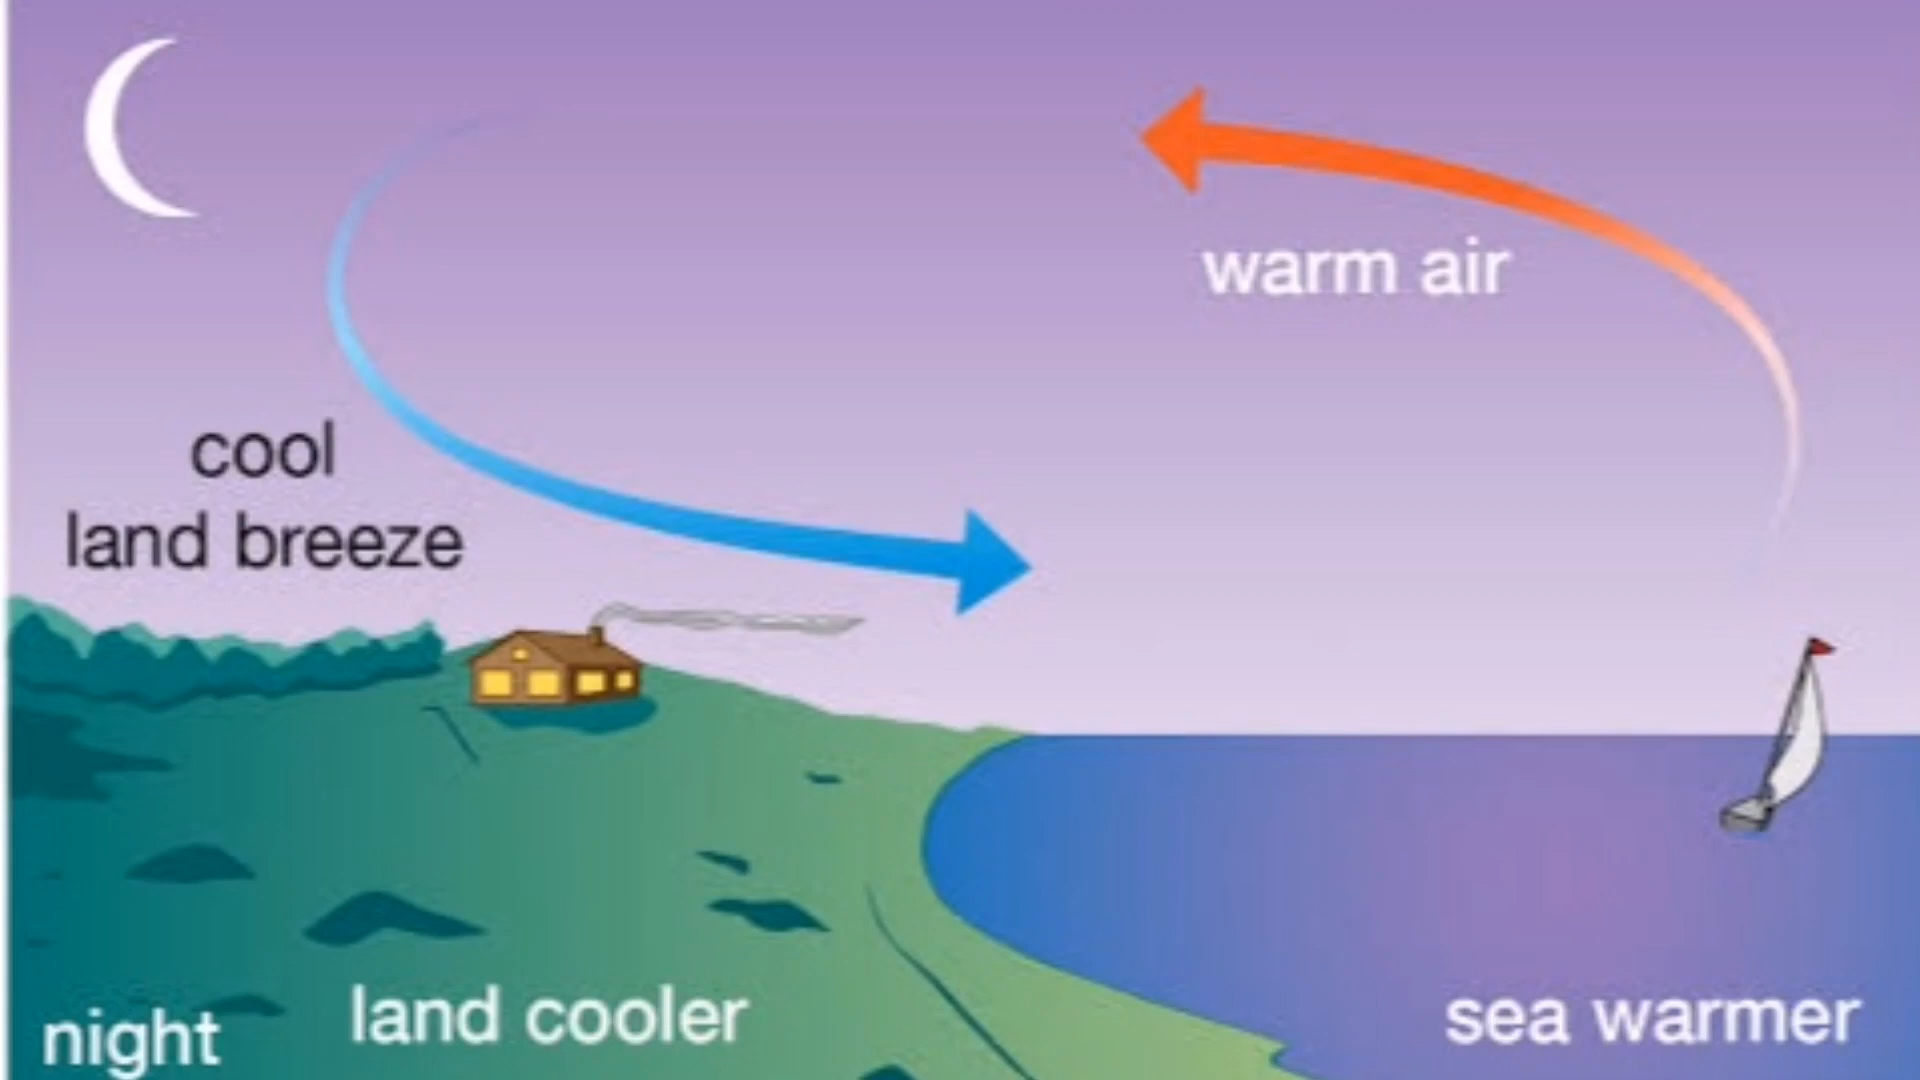 warm air
cool
land breeze
night
land cooler
sea warmer